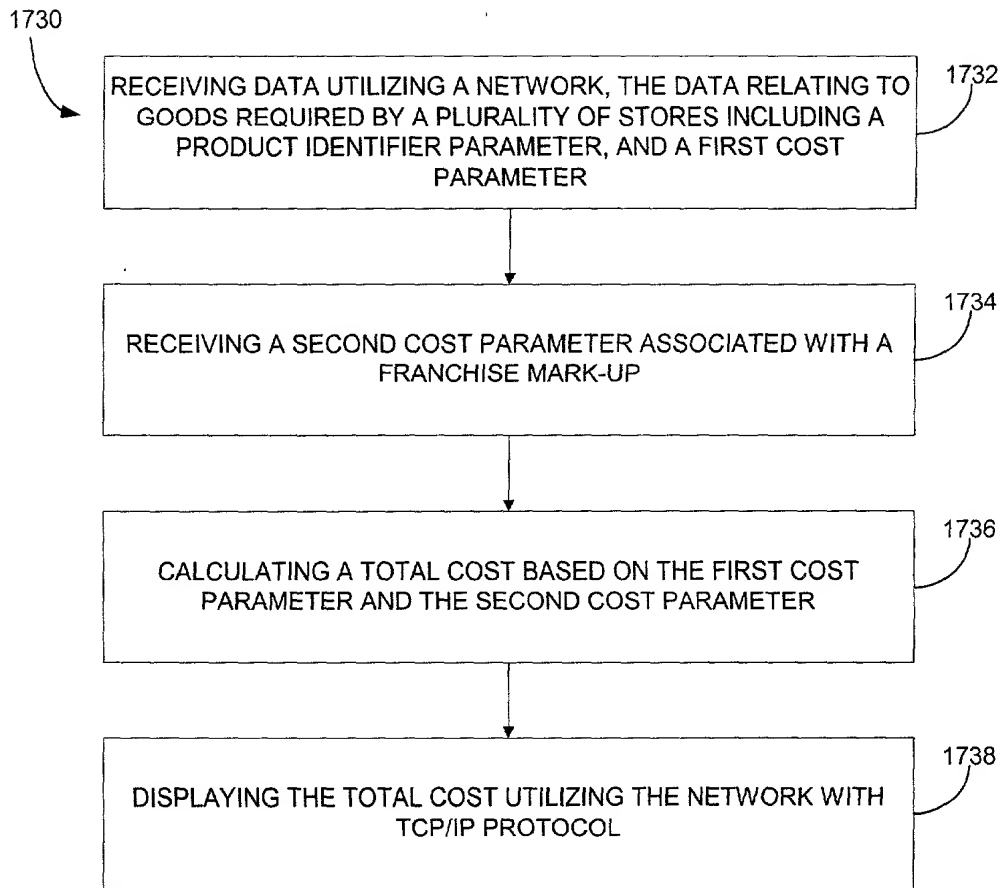 1730
RECEIVING DATA UTILIZING A NETWORK, THE DATA RELATING TO
GOODS REQUIRED BY A PLURALITY OF STORES INCLUDING A
PRODUCT IDENTIFIER PARAMETER, AND A FIRST COST
PARAMETER
1732
RECEIVING A SECOND COST PARAMETER ASSOCIATED WITH A
FRANCHISE MARK-UP
1734
CALCULATING A TOTAL COST BASED ON THE FIRST COST
PARAMETER AND THE SECOND COST PARAMETER
1736
DISPLAYING THE TOTAL COST UTILIZING THE NETWORK WITH
TCP/IP PROTOCOL
1738